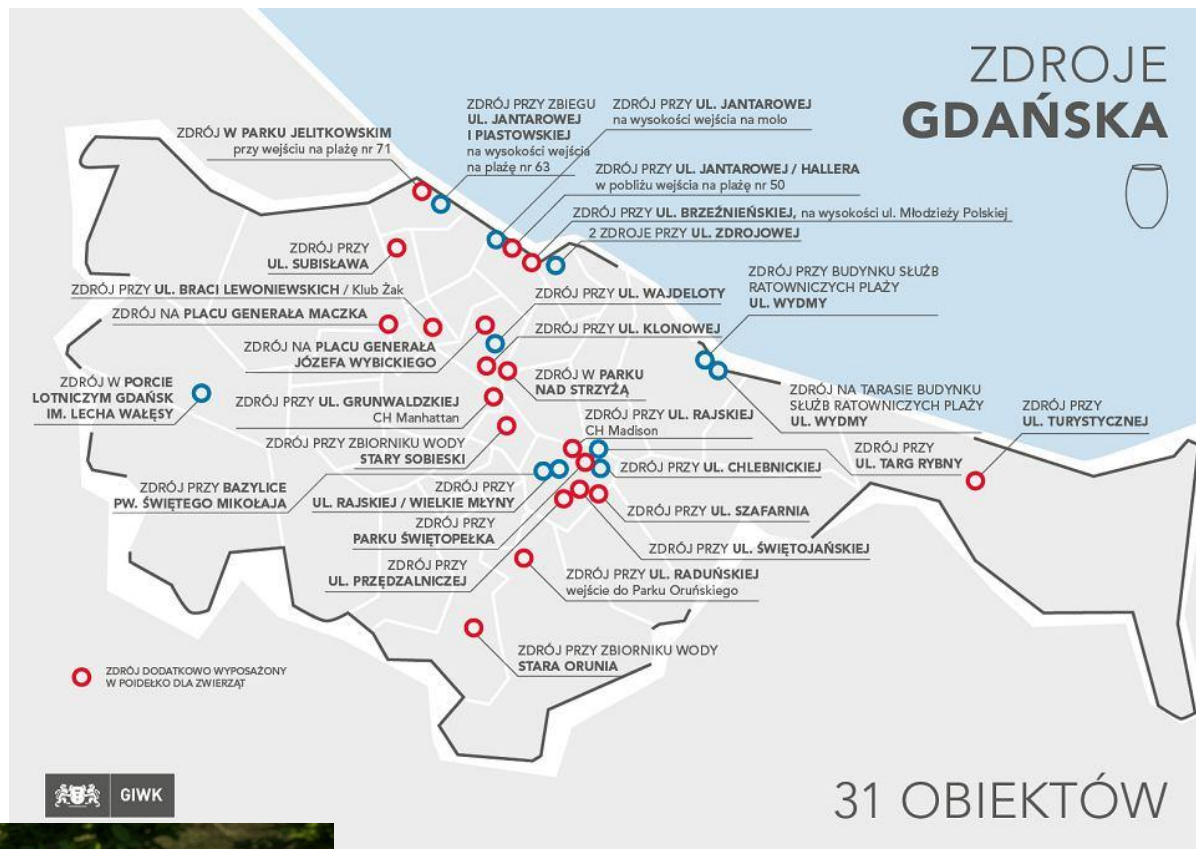 ZDROJE
GDAŃSKA
ZDRÓJ W PARKU JELITKOWSKIM
przy wejściu na plażę nr 71
ZDRÓJ PRZY ZBIEGU
UL. JANTAROWEJ
I PIASTOWSKIEJ
na wysokości wejścia
na plażę nr 63
ZDRÓJ PRZY UL. JANTAROWEJ
na wysokości wejścia na molo
ZDRÓJ PRZY UL. JANTAROWEJ / HALLERA
w pobliżu wejścia na plażę nr 50
ZDRÓJ PRZY UL. BRZEŹNIEŃSKIEJ, na wysokości ul. Młodzieży Polskiej
2 ZDROJE PRZY UL. ZDROJOWEJ
ZDRÓJ PRZY
UL. SUBISŁAWA
ZDRÓJ PRZY UL. BRACI LEWONIEWSKICH / Klub Żak
ZDRÓJ NA PLACU GENERAŁA MACZKA
ZDRÓJ NA PLACU GENERAŁA
JÓZEFA WYBICKIEGO
ZDRÓJ PRZY UL. WAJDELOTY
ZDRÓJ PRZY UL. KLONOWEJ
ZDRÓJ PRZY BUDYNKU SŁUŻB
RATOWNICZYCH PLAŻY
UL. WYDMY
ZDRÓJ W PORCIE
LOTNICZYM GDAŃSK
IM. LECHA WAŁĘSY
ZDRÓJ PRZY UL. GRUNWALDZKIEJ
CH Manhattan
ZDRÓJ W PARKU
NAD STRZYŻĄ
ZDRÓJ NA TARASIE BUDYNKU
SŁUŻB RATOWNICZYCH PLAŻY
UL. WYDMY
ZDRÓJ PRZY
UL. TURYSTYCZNEJ
ZDRÓJ PRZY ZBIORNIKU WODY
STARY SOBIESKI
ZDRÓJ PRZY UL. RAJSKIEJ
CH Madison
ZDRÓJ PRZY
UL. TARG RYBNY
ZDRÓJ PRZY UL. CHLEBNICKIEJ
ZDRÓJ PRZY BAZYLICE
PW. ŚWIĘTEGO MIKOŁAJA
ZDRÓJ PRZY
UL. RAJSKIEJ / WIELKIE MŁYNY
ZDRÓJ PRZY UL. SZAFARNIA
ZDRÓJ PRZY
PARKU ŚWIĘTOPEŁKA
ZDRÓJ PRZY UL. ŚWIĘTOJAŃSKIEJ
ZDRÓJ PRZY
UL. PRZĘDZALNICZEJ
ZDRÓJ PRZY UL. RADUŃSKIEJ
wejście do Parku Oruńskiego
ZDRÓJ PRZY ZBIORNIKU WODY
STARA ORUNIA
ZDRÓJ DODATKOWO WYPOSAŻONY
W POIDEŁKO DLA ZWIERZĄT
GIWK
31 OBIEKTÓW